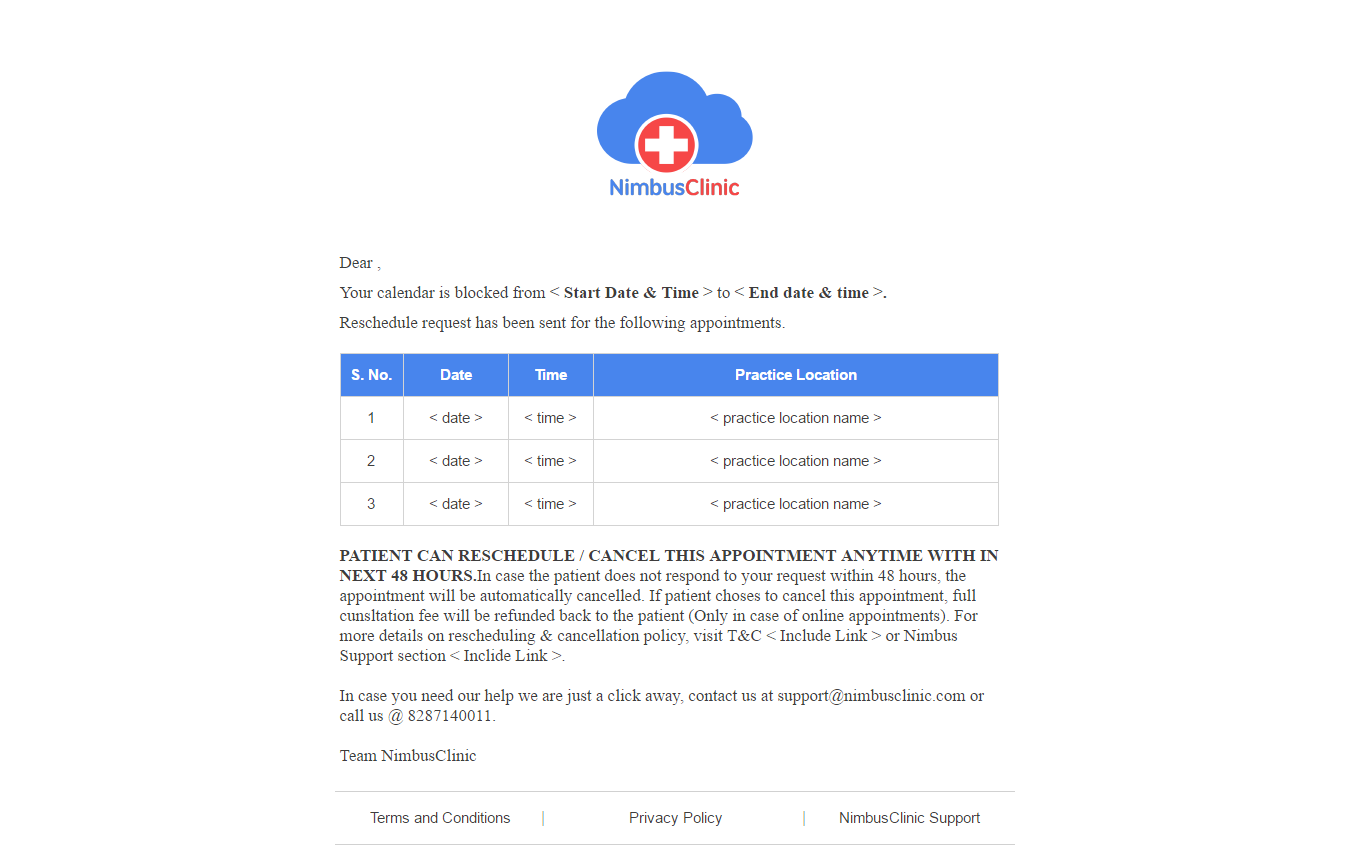 NimbusClinic
Dear ,
Your calendar is blocked from < Start Date & Time > to < End date & time >.
Reschedule request has been sent for the following appointments.
S. No. Date Time Practice Location
1 < date > < time > < practice location name >
2 < date > < time > < practice location name >
3 < date > < time > < practice location name >
PATIENT CAN RESCHEDULE / CANCEL THIS APPOINTMENT ANYTIME WITH IN
NEXT 48 HOURS.In case the patient does not respond to your request within 48 hours, the
appointment will be automatically cancelled. If patient choses to cancel this appointment, full
cunsltation fee will be refunded back to the patient (Only in case of online appointments). For
more details on rescheduling & cancellation policy, visit T&C < Include Link > or Nimbus
Support section < Inclide Link >.
In case you need our help we are just a click away, contact us at support@nimbusclinic.com or
call us @ 8287140011.
Team NimbusClinic
Terms and Conditions | Privacy Policy | NimbusClinic Support